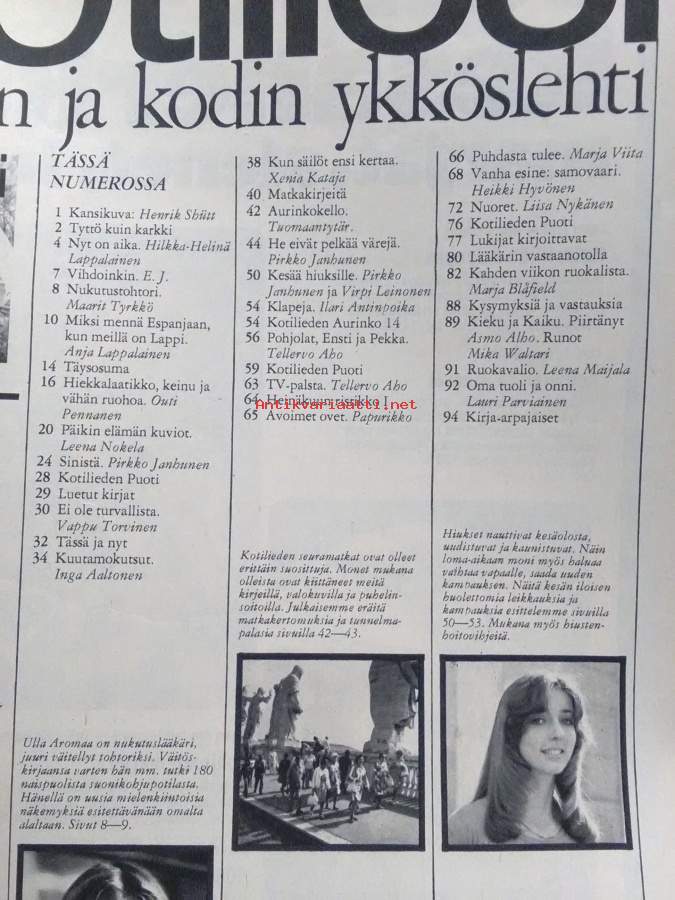 n ja kodin ykköslehti
TÄSSÄ
NUMEROSSA
1 Kansikuva: Henrik Shütt
2 Tyttö kuin karkki
4 Nyt on aika. Hilkka-Helinä
Lappalainen
7 Vihdoinkin. E. J.
8 Nukutustohtori.
Maarit Tyrkkö
10 Miksi mennä Espanjaan,
kun meillä on Lappi.
Anja Lappalainen
14 Täysosuma
16 Hiekkalaatikko, keinu ja
vähän ruohoa. Outi
Pennanen
20 Päikin elämän kuviot.
Leena Nokela
24 Sinistä. Pirkko Janhunen
28 Kotilieden Puoti
29 Luetut kirjat
30 Ei ole turvallista.
Vappu Torvinen
32 Tässä ja nyt
34 Kuutamokutsut.
Inga Aaltonen
Ulla Aromaa on nukutuslääkäri,
juuri väitellyt tohtoriksi. Väitös-
kirjaansa varten hän mm. tutki 180
naispuolista suonikohjupotilasta.
Hänellä on uusia mielenkiintoisia
näkemyksiä esitettävänään omalta
alaltaan. Sivut 8—9.
38 Kun säilöt ensi kertaa.
Xenia Kataja
40 Matkakirjeitä
42 Aurinkokello.
Tuomaantytär.
44 He eivät pelkää värejä.
Pirkko Janhunen
50 Kesää hiuksille. Pirkko
Janhunen ja Virpi Leinonen
54 Klapeja. Ilari Antinpoika
54 Kotilieden Aurinko 14
56 Pohjolat, Ensti ja Pekka.
Tellervo Aho
59 Kotilieden Puoti
63 TV-palsta. Tellervo Aho
64 Heinäkuun ristikko I
Antikvariaatti.net
65 Avoimet ovet. Papurikko
Kotilieden seuramatkat ovat olleet
erittäin suosittuja. Monet mukana
olleista ovat kiittäneet meitä
kirjeillä, valokuvilla ja puhelin-
soitoilla. Julkaisemme eräitä
matkakertomuksia ja tunnelma-
palasia sivuilla 42—43.
66 Puhdasta tulee. Marja Viita
68 Vanha esine: samovaari.
Heikki Hyvönen
72 Nuoret. Liisa Nykänen
76 Kotilieden Puoti
77 Lukijat kirjoittavat
80 Lääkärin vastaanotolla
82 Kahden viikon ruokalista.
Marja Blåfield
88 Kysymyksiä ja vastauksia
89 Kieku ja Kaiku. Piirtänyt
Asmo Alho. Runot
Mika Waltari
91 Ruokavalio. Leena Maijala
92 Oma tuoli ja onni.
Lauri Parviainen
94 Kirja-arpajaiset
Hiukset nauttivat kesäolosta,
uudistuvat ja kaunistuvat. Näin
loma-aikaan moni myös haluaa
vaihtaa vapaalle, saada uuden
kampauksen. Näitä kesän iloisen
huolettomia leikkauksia ja
kampauksia esittelemme sivuilla
50—53. Mukana myös hiusten-
hoitovihjeitä.